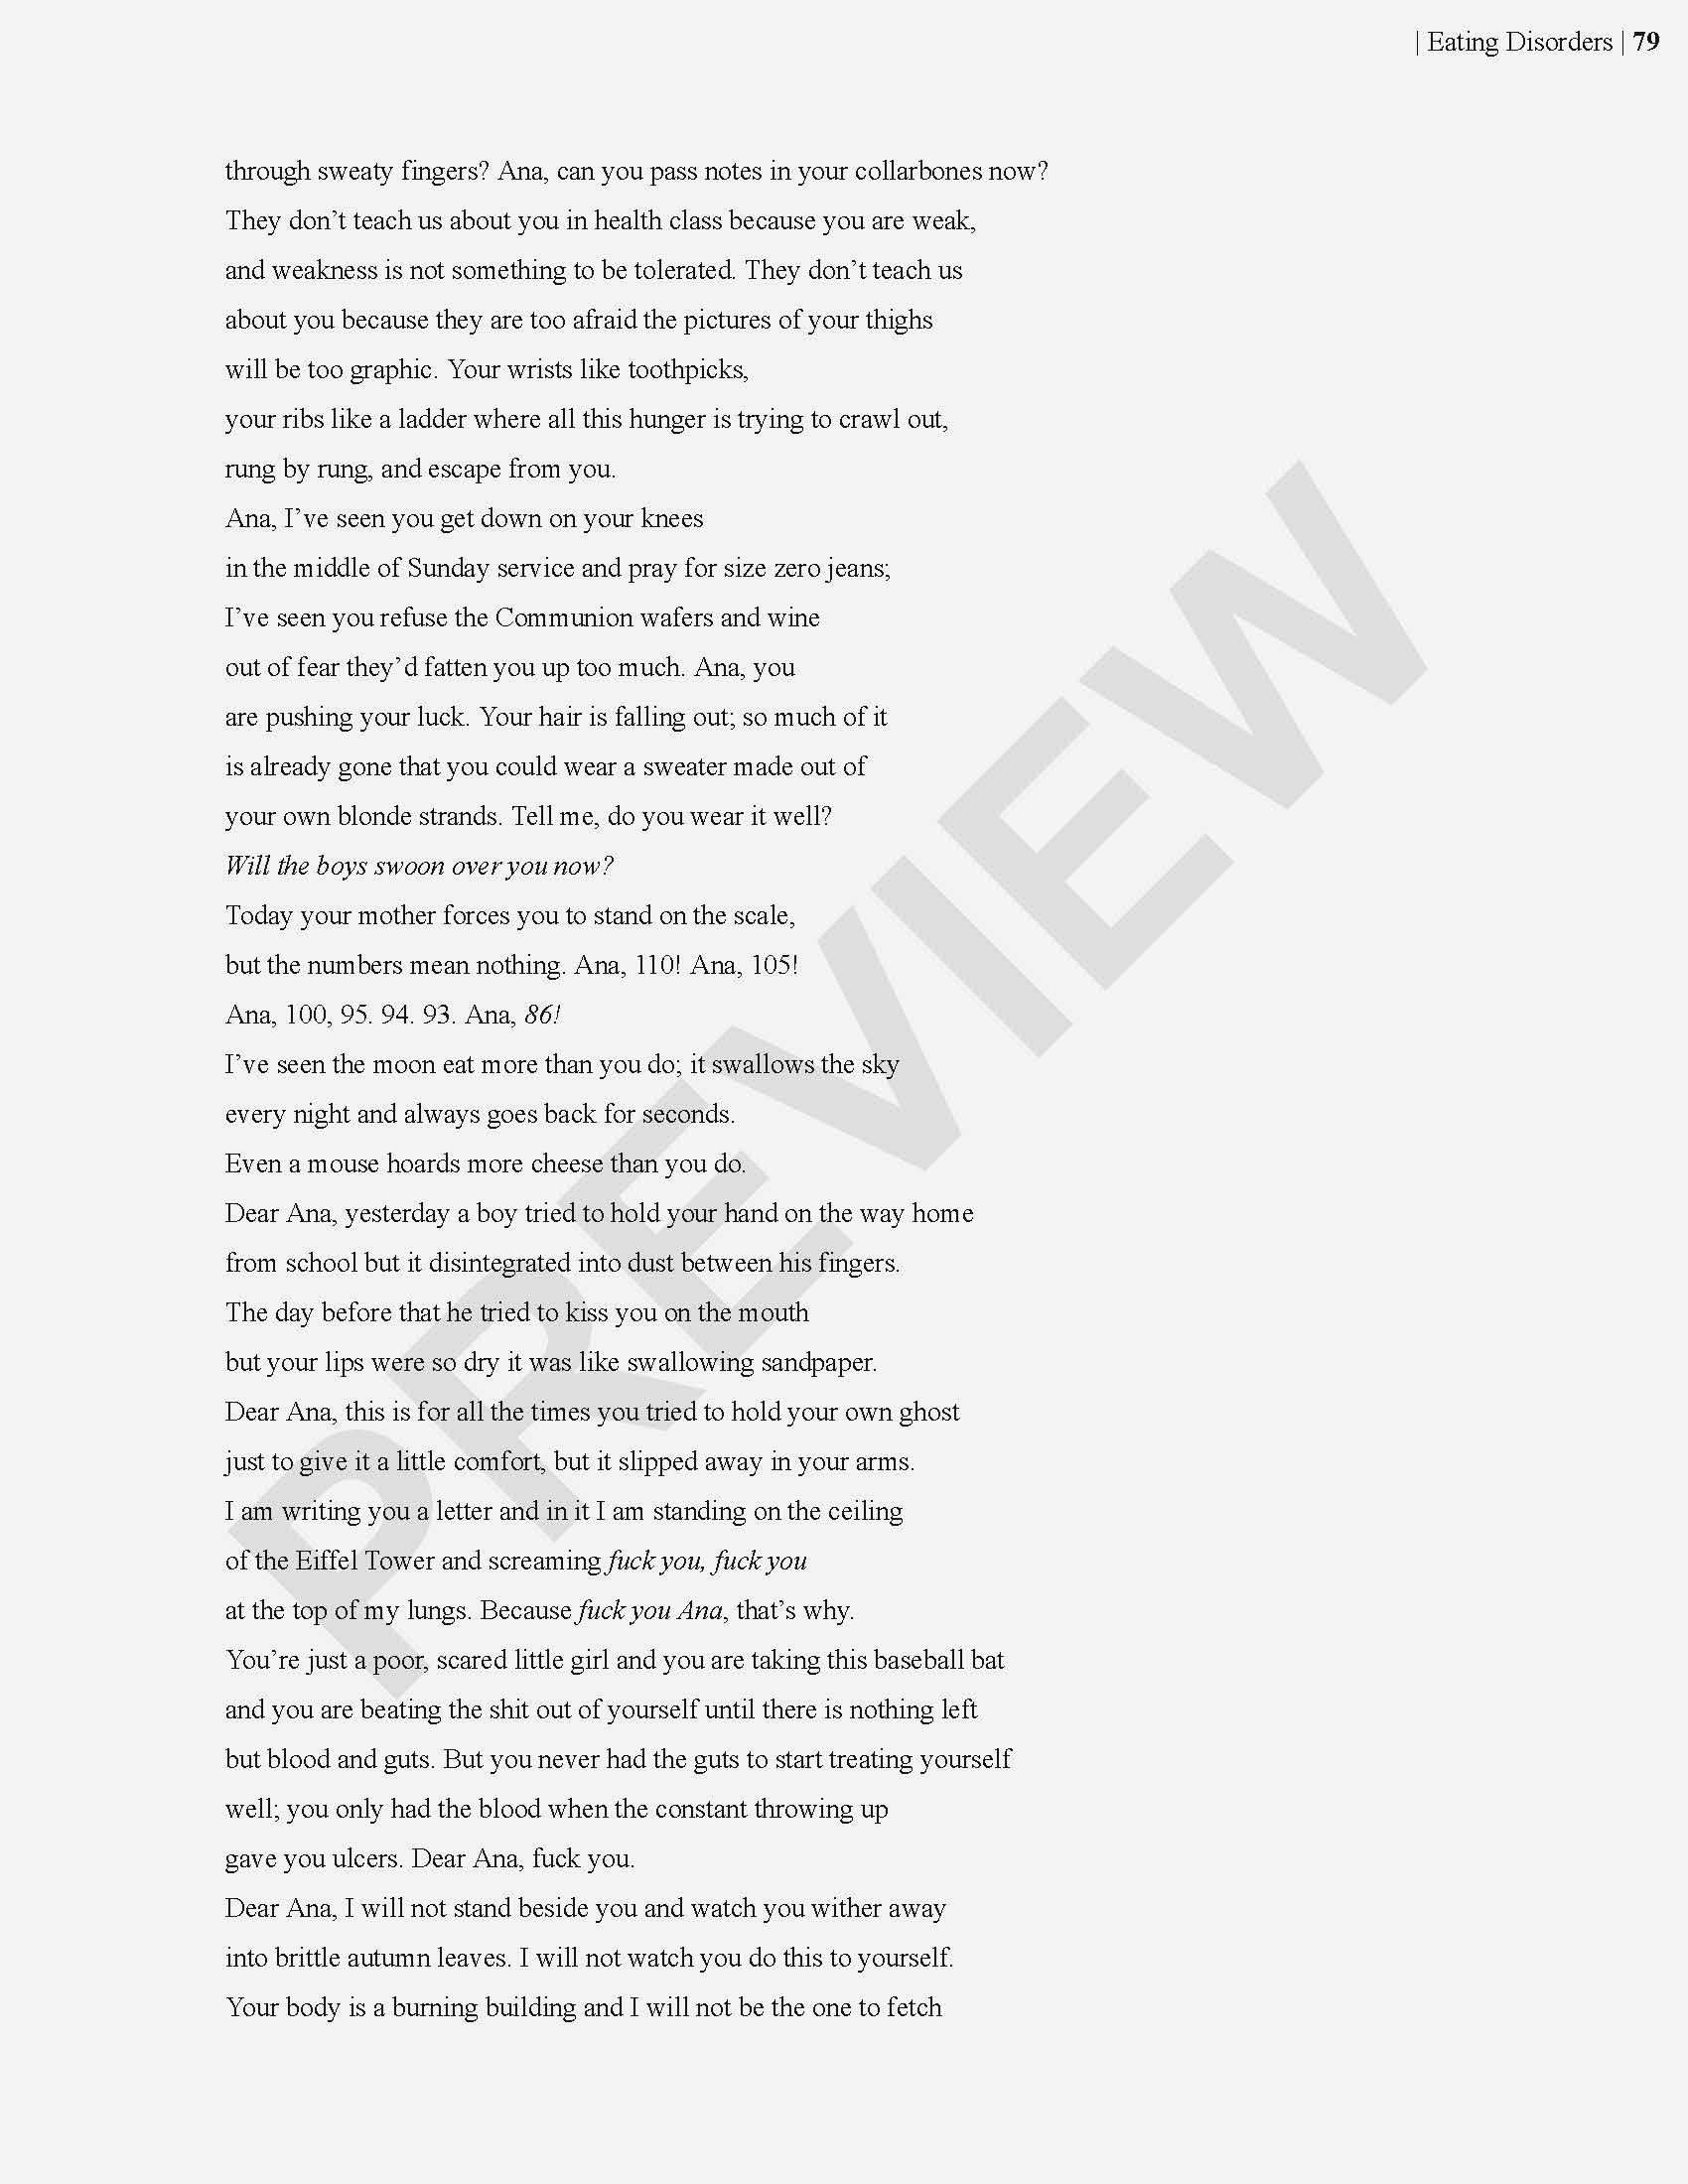 | Eating Disorders | 79
through sweaty fingers? Ana, can you pass notes in your collarbones now?
They don’t teach us about you in health class because you are weak,
and weakness is not something to be tolerated. They don’t teach us
about you because they are too afraid the pictures of your thighs
will be too graphic. Your wrists like toothpicks,
your ribs like a ladder where all this hunger is trying to crawl out,
rung by rung, and escape from you.
Ana, I’ve seen you get down on your knees
in the middle of Sunday service and pray for size zero jeans;
I’ve seen you refuse the Communion wafers and wine
out of fear they’d fatten you up too much. Ana, you
are pushing your luck. Your hair is falling out; so much of it
is already gone that you could wear a sweater made out of
your own blonde strands. Tell me, do you wear it well?
Will the boys swoon over you now?
Today your mother forces you to stand on the scale,
but the numbers mean nothing. Ana, 110! Ana, 105!
Ana, 100, 95. 94. 93. Ana, 86!
I’ve seen the moon eat more than you do; it swallows the sky
every night and always goes back for seconds.
Even a mouse hoards more cheese than you do.
Dear Ana, yesterday a boy tried to hold your hand on the way home
from school but it disintegrated into dust between his fingers.
The day before that he tried to kiss you on the mouth
but your lips were so dry it was like swallowing sandpaper.
Dear Ana, this is for all the times you tried to hold your own ghost
just to give it a little comfort, but it slipped away in your arms.
I am writing you a letter and in it I am standing on the ceiling
of the Eiffel Tower and screaming fuck you, fuck you
at the top of my lungs. Because fuck you Ana, that’s why.
You’re just a poor, scared little girl and you are taking this baseball bat
and you are beating the shit out of yourself until there is nothing left
but blood and guts. But you never had the guts to start treating yourself
well; you only had the blood when the constant throwing up
gave you ulcers. Dear Ana, fuck you.
Dear Ana, I will not stand beside you and watch you wither away
into brittle autumn leaves. I will not watch you do this to yourself.
Your body is a burning building and I will not be the one to fetch
PREVIEW